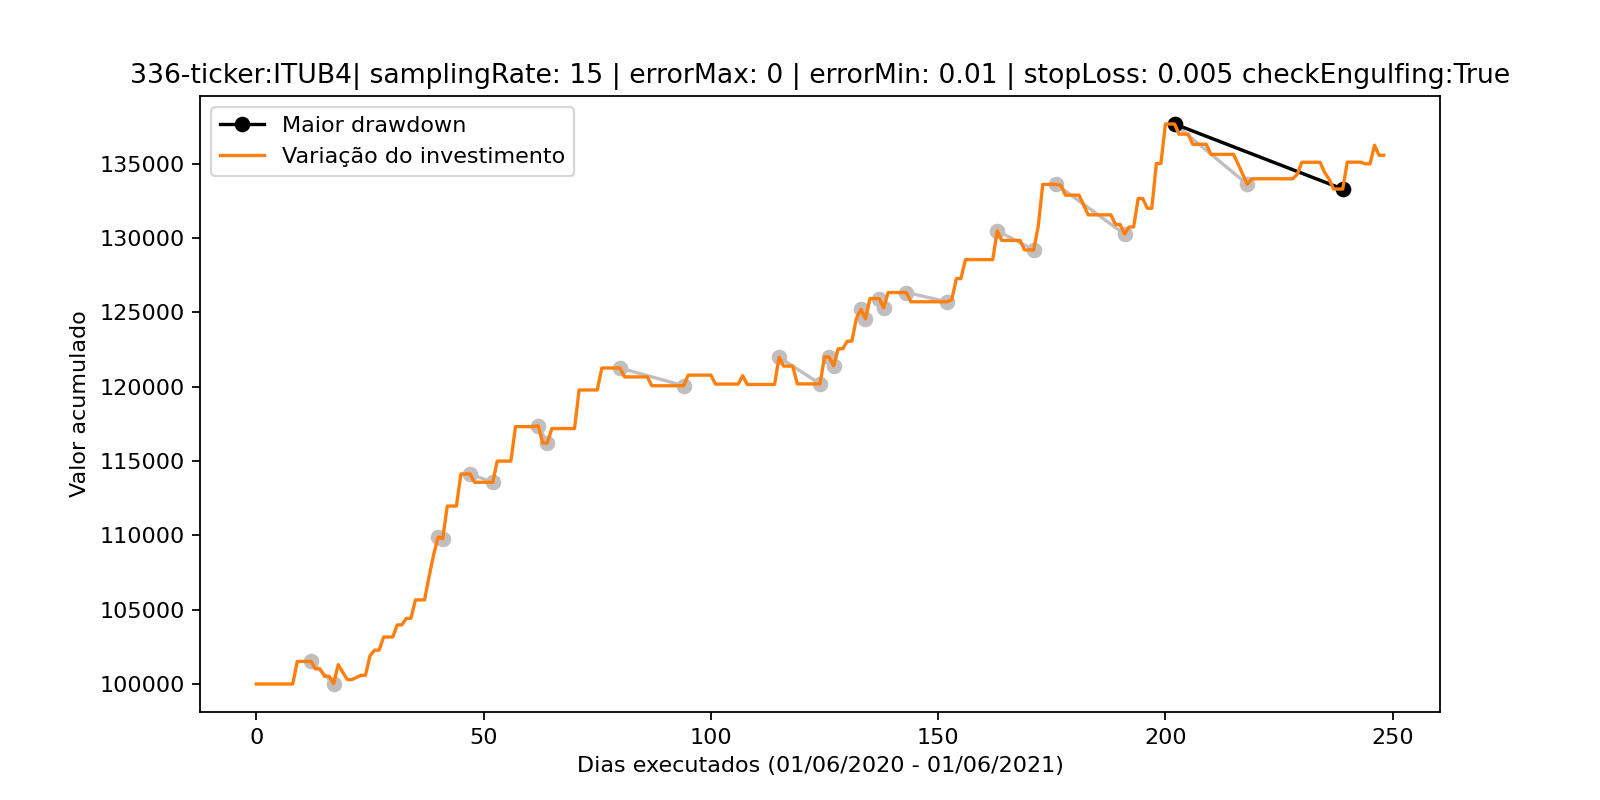 336-ticker:ITUB4| samplingRate: 15 | errorMax: 0 | errorMin: 0.01 | stopLoss: 0.005 checkEngulfing:True
Maior drawdown
Variação do investimento
Valor acumulado
135000
130000
125000
120000
115000
110000
105000
100000
0 50 100 150 200 250
Dias executados (01/06/2020 - 01/06/2021)